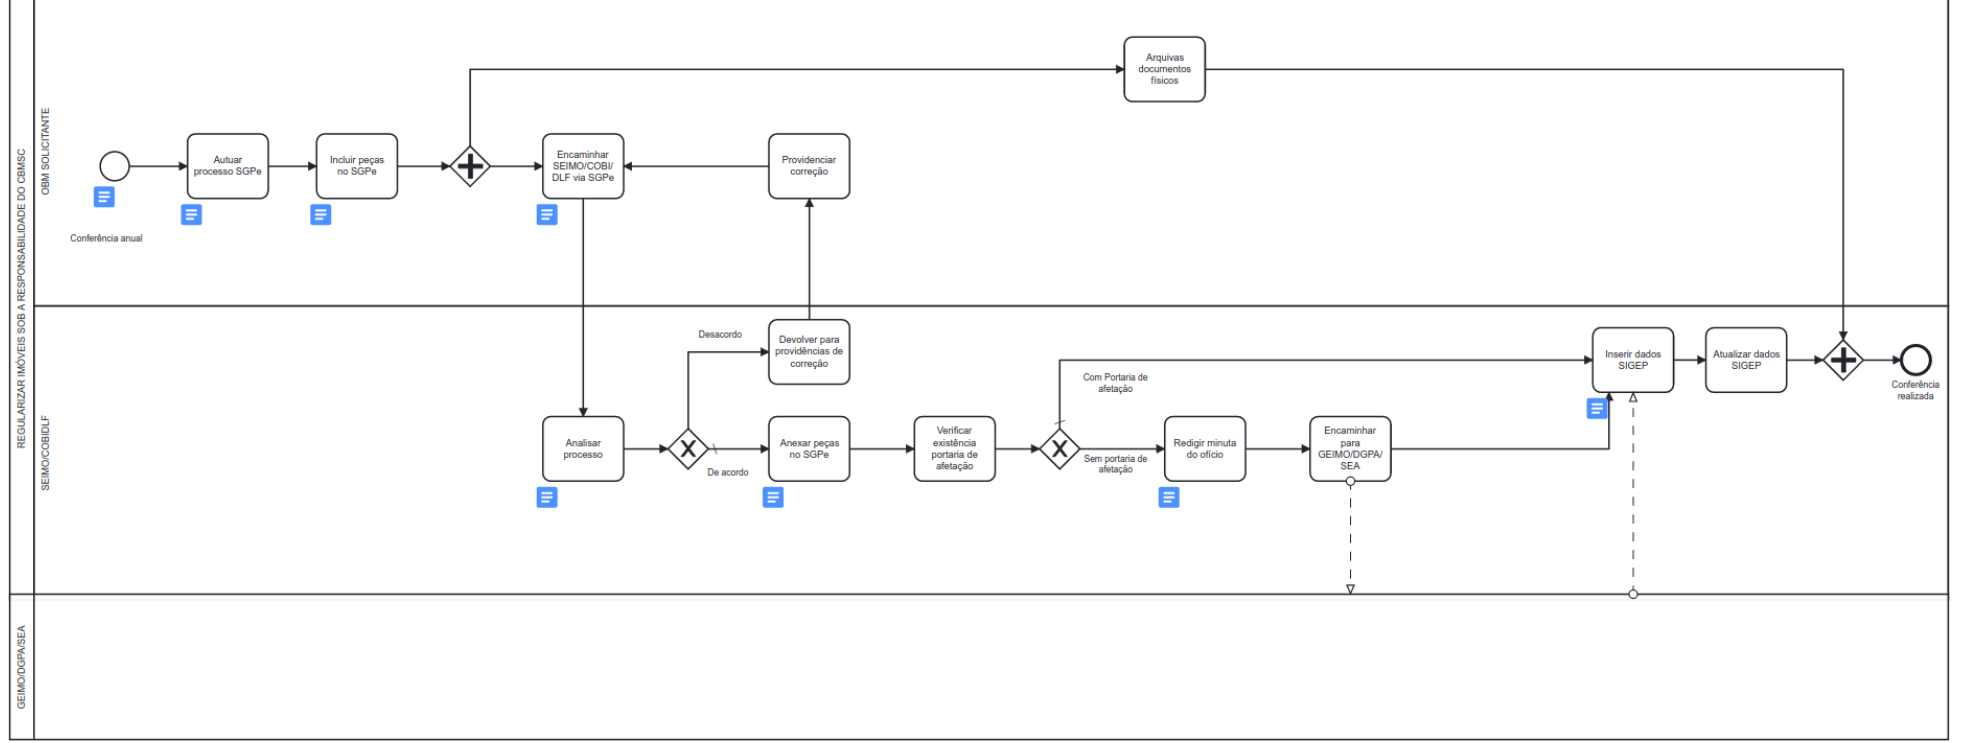 REGULARIZAR IMÓVEIS SOB A RESPONSABILIDADE DO CBMSC
OBM SOLICITANTE
Conferência anual
Autuar
processo SGPe
Incluir peças
no SGPe
Encaminhar
SEIMO/COBI/
DLF via SGPe
Providenciar
correção
Arquivas
documentos
físicos
SEIMO/COBIDLF
Analisar
processo
Desacordo
Devolver para
providências de
correção
De acordo
Anexar peças
no SGPe
Verificar
existência
portaria de
afetação
Com Portaria de
afetação
Sem portaria de
afetação
Redigir minuta
do ofício
Encaminhar
para
GEIMO/DGPA/
SEA
Inserir dados
SIGEP
Atualizar dados
SIGEP
Conferência
realizada
GEIMO/DGPA/SEA